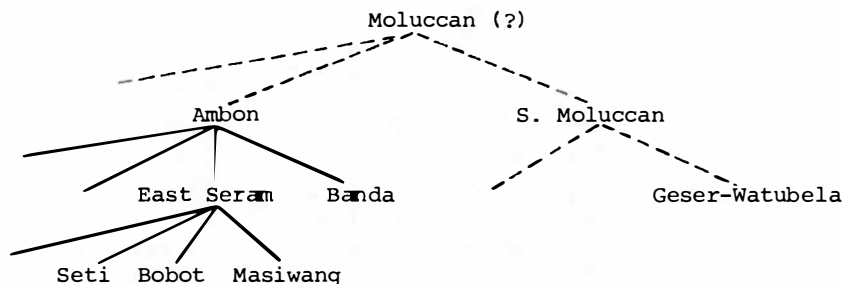 Moluccan (?)
Ambon S. Moluccan
East Seram Banda Geser-Watubela
Seti Bobot Masiwang